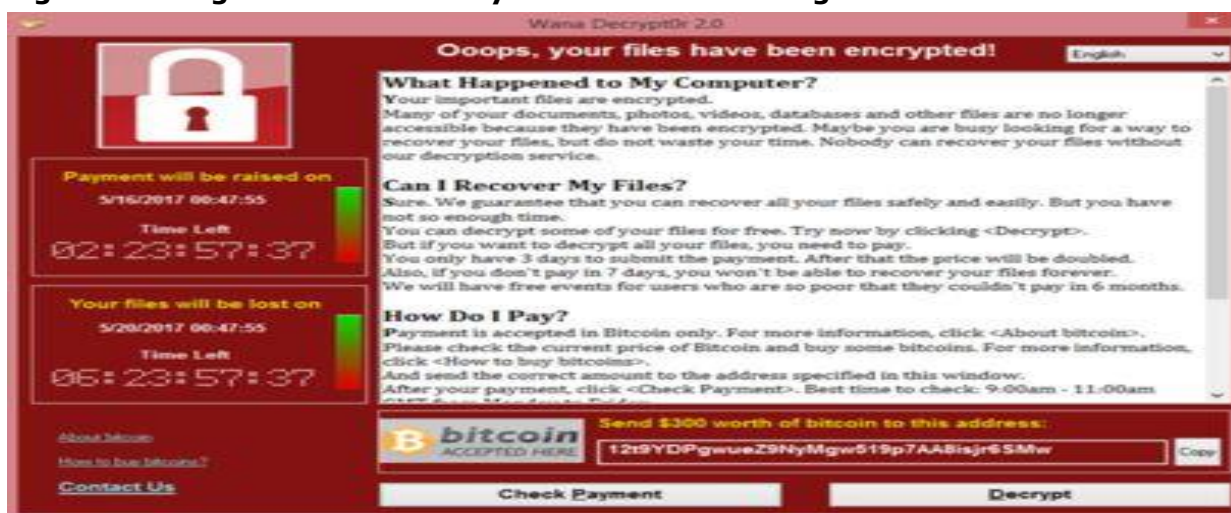 Wana Decrypt0r 2.0
Ooops, your files have been encrypted!
English
What Happened to My Computer?
Your important files are encrypted.
Many of your documents, photos, videos, databases and other files are no longer
accessible because they have been encrypted. Maybe you are busy looking for a way to
recover your files, but do not waste your time. Nobody can recover your files without
our decryption service.
Can I Recover My Files?
Sure. We guarantee that you can recover all your files safely and easily. But you have
not so enough time.
You can decrypt some of your files for free. Try now by clicking <Decrypt>.
But if you want to decrypt all your files, you need to pay.
You only have 3 days to submit the payment. After that the price will be doubled.
Also, if you don't pay in 7 days, you won't be able to recover your files forever.
We will have free events for users who are so poor that they couldn't pay in 6 months.
How Do I Pay?
Payment is accepted in Bitcoin only. For more information, click <About bitcoin>.
Please check the current price of Bitcoin and buy some bitcoins. For more information,
click <How to buy bitcoins>.
And send the correct amount to the address specified in this window.
After your payment, click <Check Payment>. Best time to check: 9:00am - 11:00am
Payment will be raised on
5/16/2017 00:47:55
Time Left
02:23:57:37
Your files will be lost on
5/20/2017 00:47:55
Time Left
06:23:57:37
About bitcoin
How to buy bitcoins?
Contact Us
bitcoin
ACCEPTED HERE
Send $300 worth of bitcoin to this address:
12t9YDPgwueZ9NyMgw519p7AA8isjr6SMw
Copy
Check Payment
Decrypt